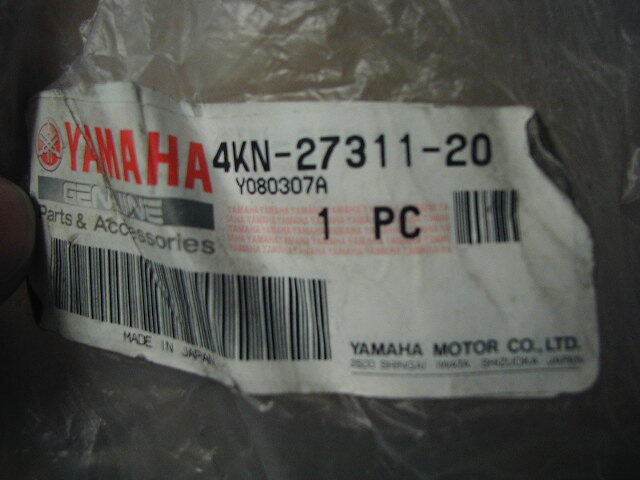 YAMAHA
4KN-27311-20
Y080307A
GENUINE
Parts & Accessories
1 PC
MADE IN JAPAN
YAMAHA MOTOR CO.,LTD.
2500 SHINGAI IWATA SHIZUOKA JAPAN